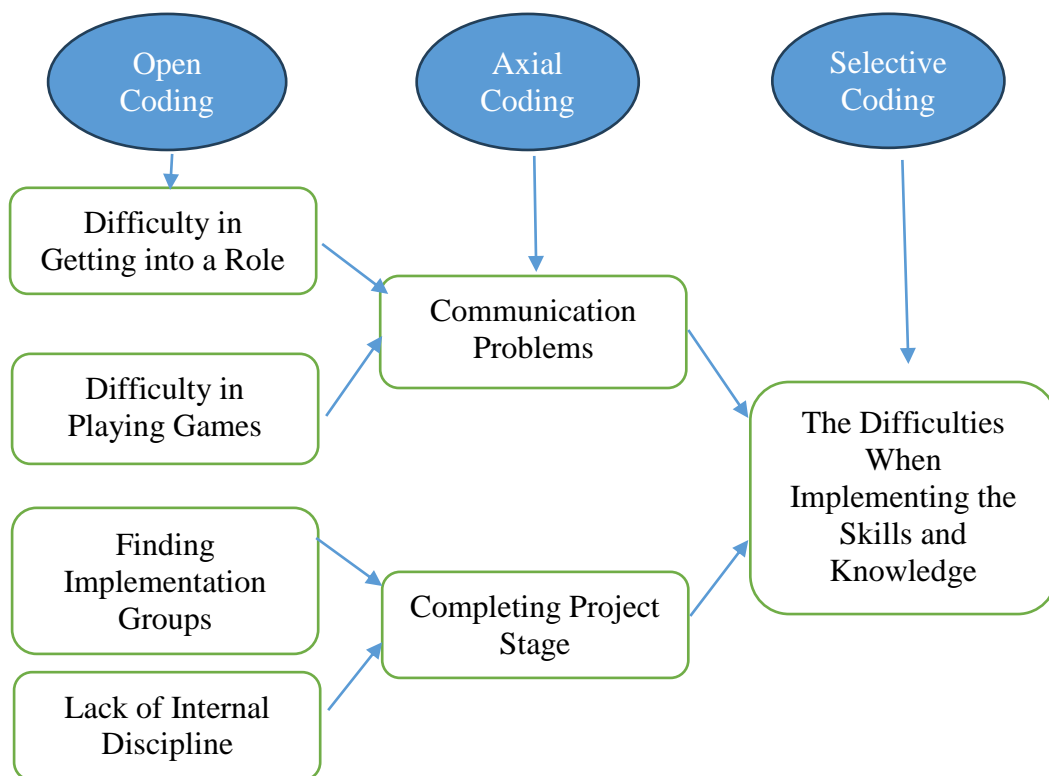 Open
Coding
Axial
Coding
Selective
Coding
Difficulty in
Getting into a Role
Difficulty in
Playing Games
Finding
Implementation
Groups
Lack of Internal
Discipline
Communication
Problems
Completing Project
Stage
The Difficulties
When
Implementing the
Skills and
Knowledge